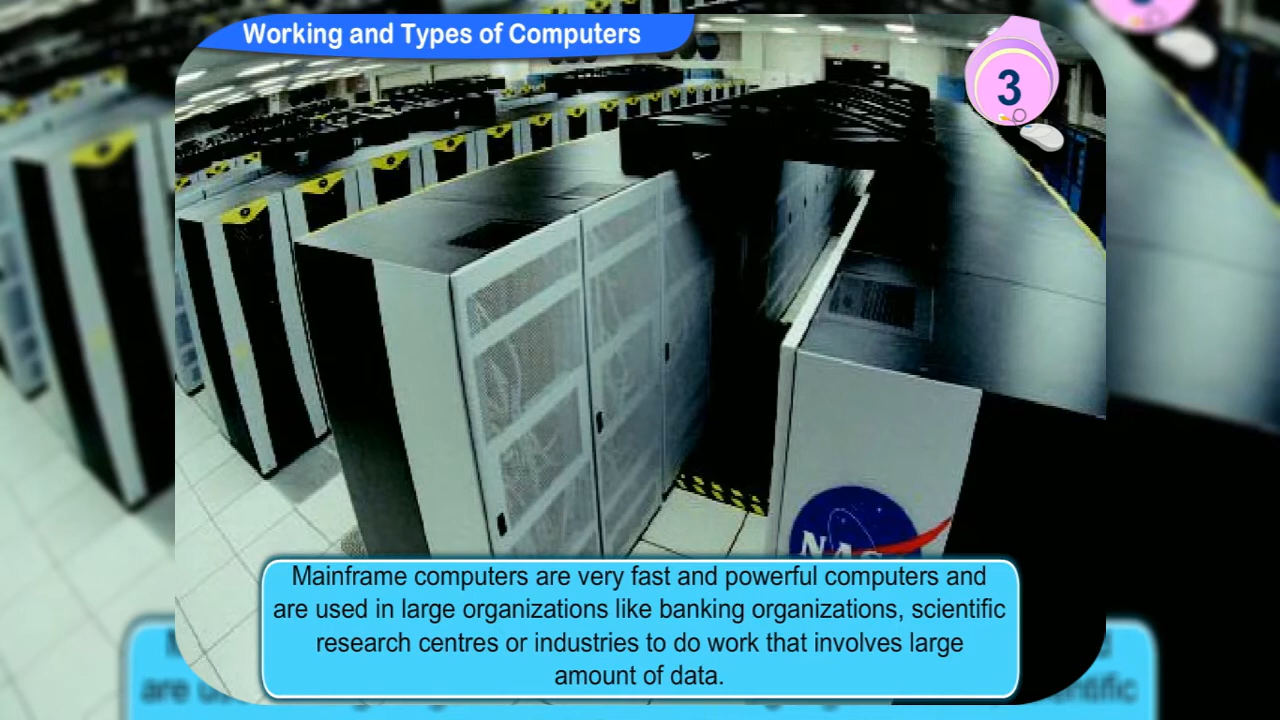 Working and Types of Computers
3
NAS
Mainframe computers are very fast and powerful computers and
are used in large organizations like banking organizations, scientific
research centres or industries to do work that involves large
amount of data.